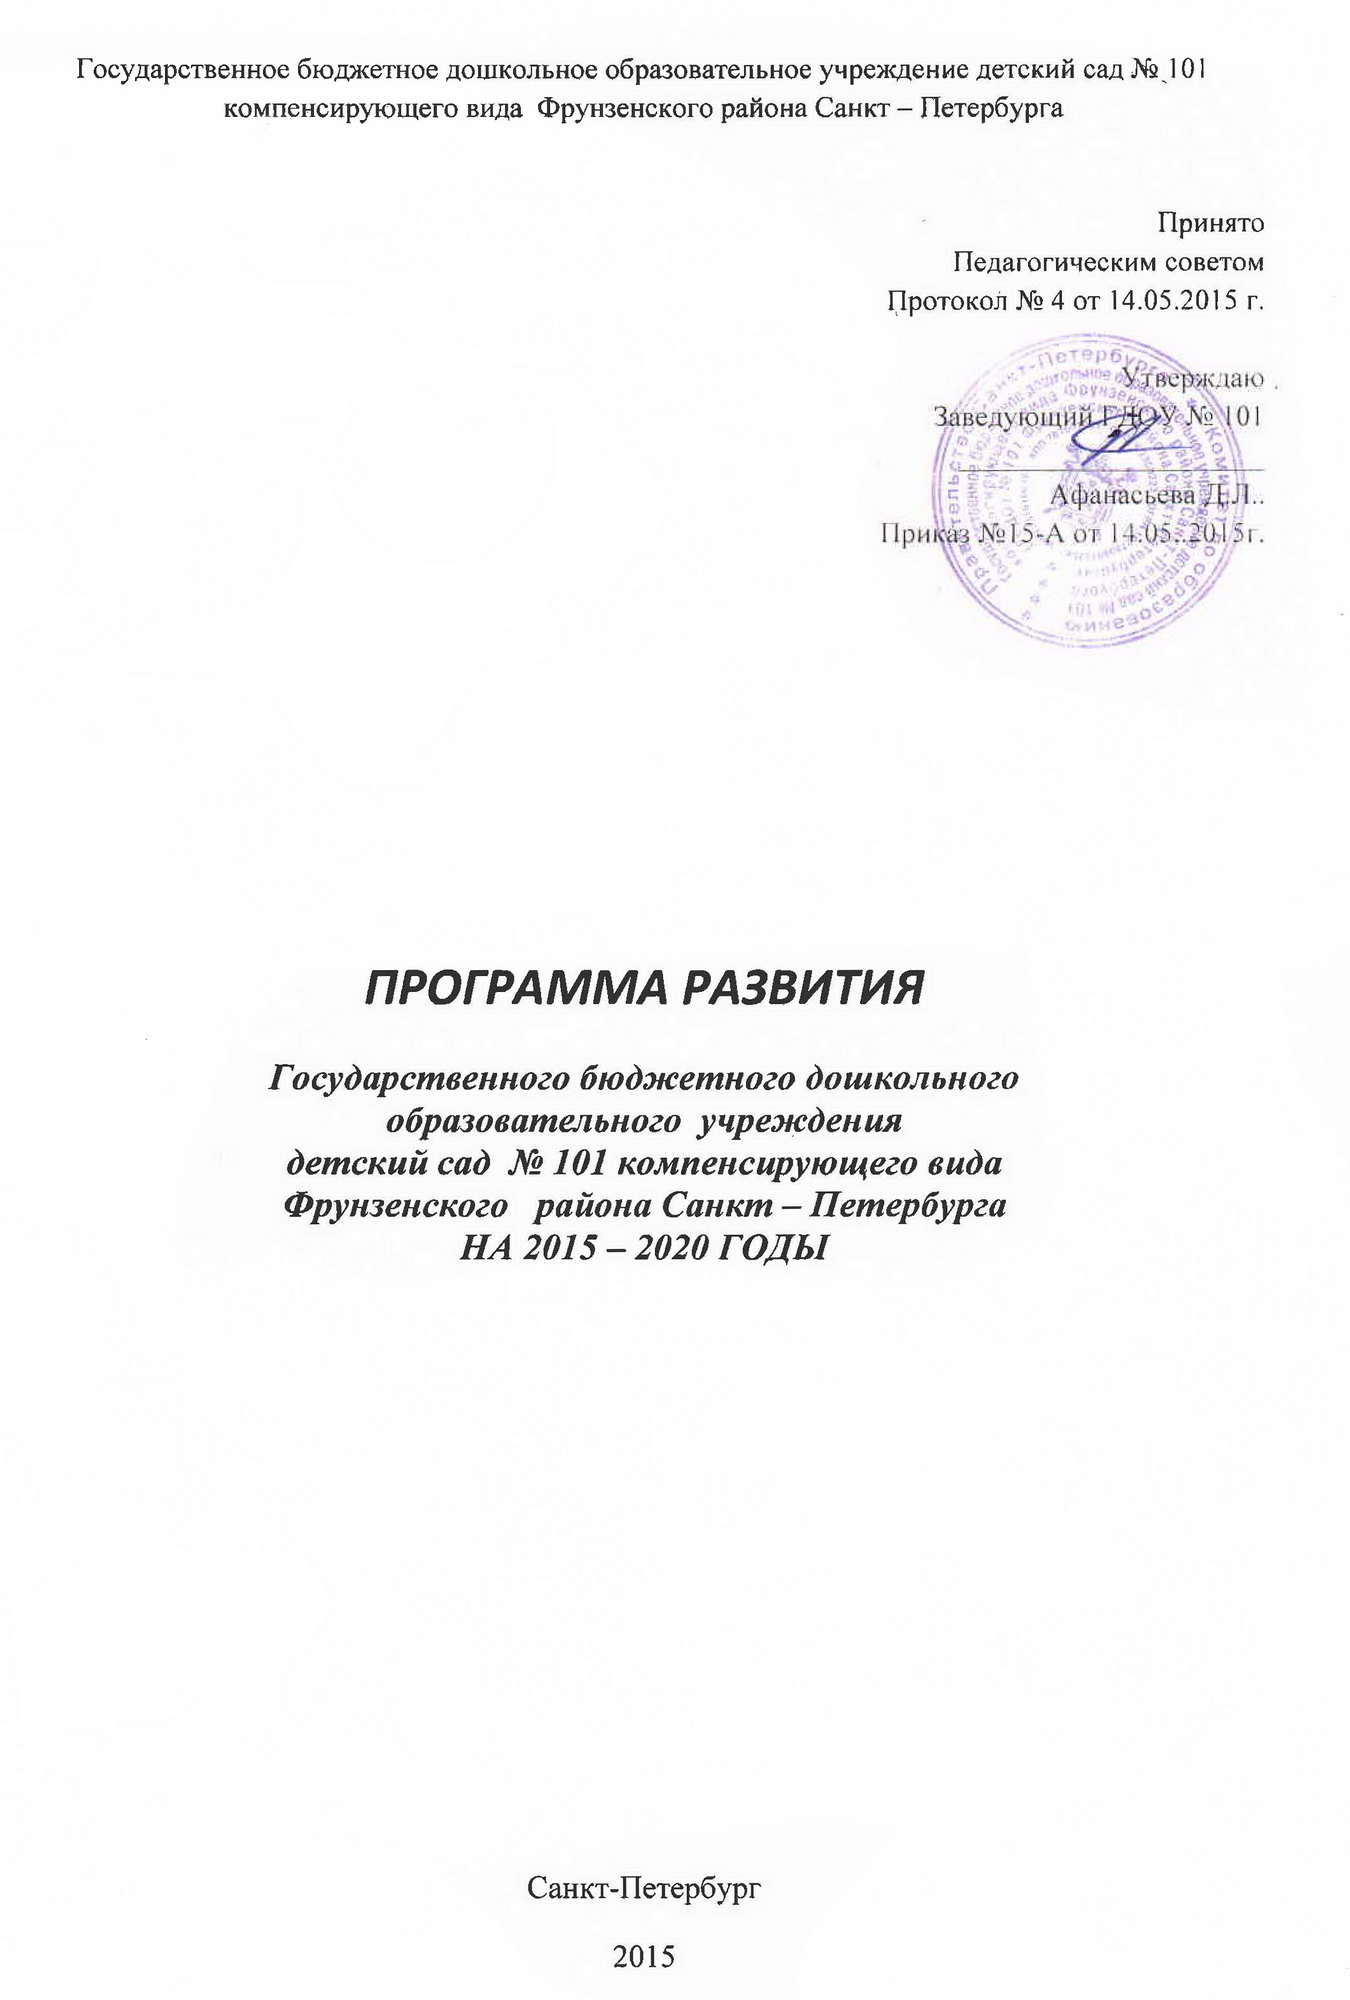 Государственное бюджетное дошкольное образовательное учреждение детский сад № 101
компенсирующего вида Фрунзенского района Санкт – Петербурга
Принято
Педагогическим советом
Протокол № 4 от 14.05.2015 г.
Утверждаю
Заведующий ГДОУ № 101
Афанасьева Д.Л..
Приказ №15-А от 14.05..2015г.
ПРОГРАММА РАЗВИТИЯ
Государственного бюджетного дошкольного
образовательного учреждения
детский сад № 101 компенсирующего вида
Фрунзенского района Санкт – Петербурга
НА 2015 – 2020 ГОДЫ
Санкт-Петербург
2015